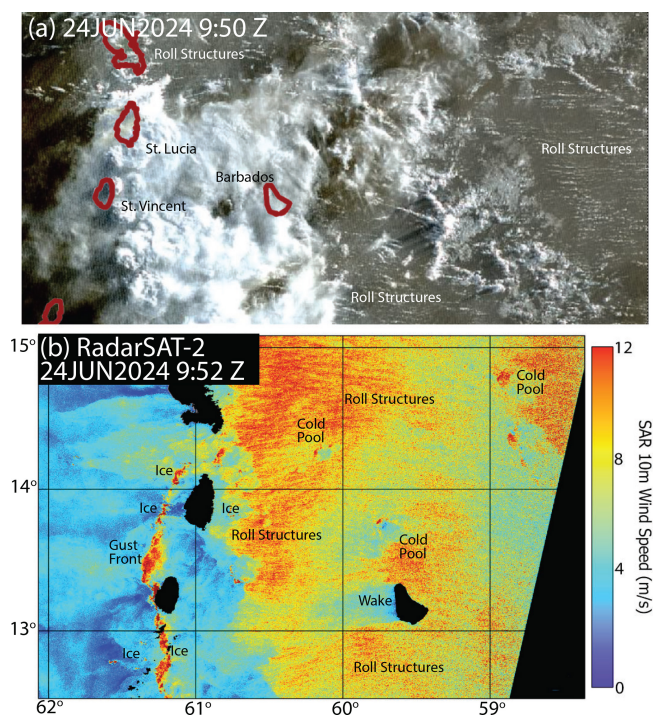 (a) 24JUN2024 9:50 Z
Roll Structures
St. Lucia
Roll Structures
Barbados
St. Vincent
Roll Structures
(b) RadarSAT-2
24JUN2024 9:52 Z
15°
14°
13°
Cold
Pool
Roll Structures
Cold
Pool
Ice
Ice
Ice
Roll Structures
Gust
Front
Cold
Pool
Wake
Ice
Ice
Roll Structures
62°
61
60
59
12
8
4
0
SAR 10m Wind Speed (m/s)